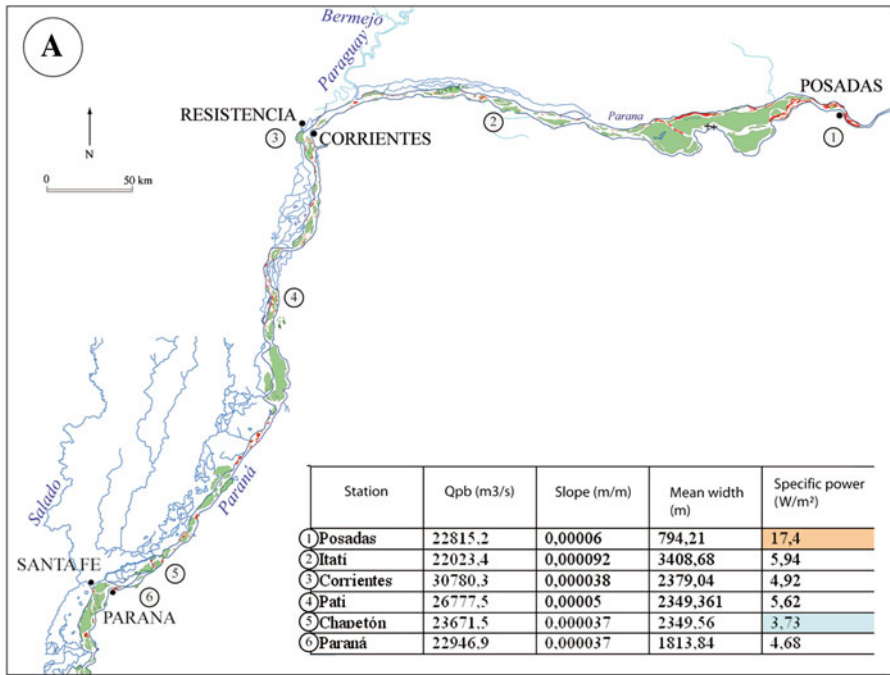 A
Bermejo
Paraguay
POSADAS
RESISTENCIA
2
Parana
3
CORRIENTES
1
N
0 50 km
4
Salado
Paraná
SANTA FE
5
6
PARANA
Station Qpb (m3/s) Slope (m/m) Mean width (m) Specific power (W/m²)
1 Posadas 22815,2 0,00006 794,21 17,4
2 Itatí 22023,4 0,000092 3408,68 5,94
3 Corrientes 30780,3 0,000038 2379,04 4,92
4 Pati 26777,5 0,00005 2349,361 5,62
5 Chapetón 23671,5 0,000037 2349,56 3,73
6 Paraná 22946,9 0,000037 1813,84 4,68